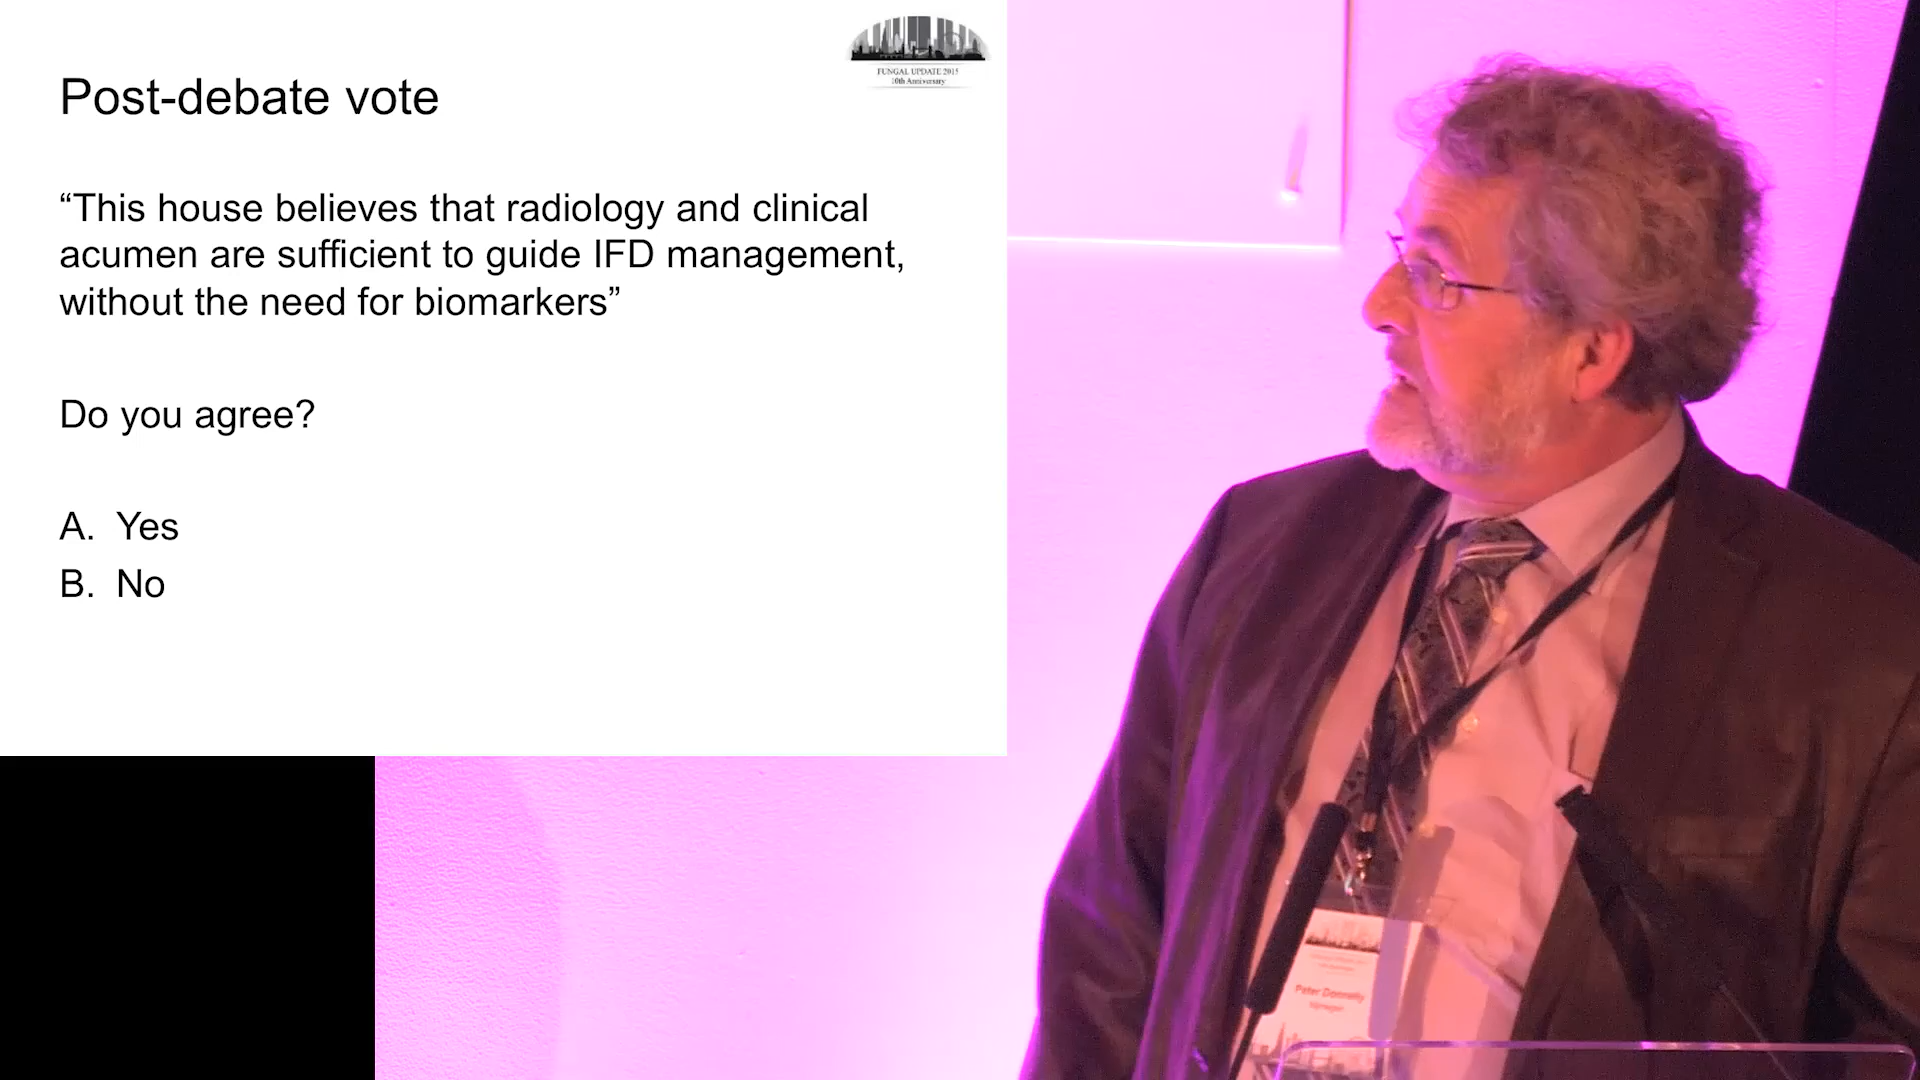 FUNGAL UPDATE 2015
10th Anniversary
Post-debate vote
“This house believes that radiology and clinical
acumen are sufficient to guide IFD management,
without the need for biomarkers”
Do you agree?
A. Yes
B. No
Peter Donnelly
Nijmegen